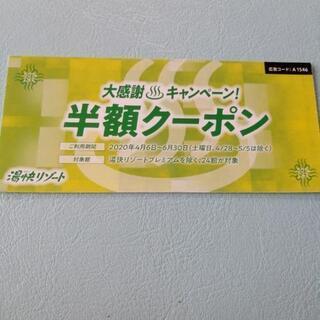 広告コード:A1546
大感謝♨キャンペーン!
半額クーポン
ご利用期間 2020年4月6日~6月30日(土曜日、4/28~5/5は除く)
対象館 湯快リゾートプレミアムを除く、24館が対象
湯快リゾート